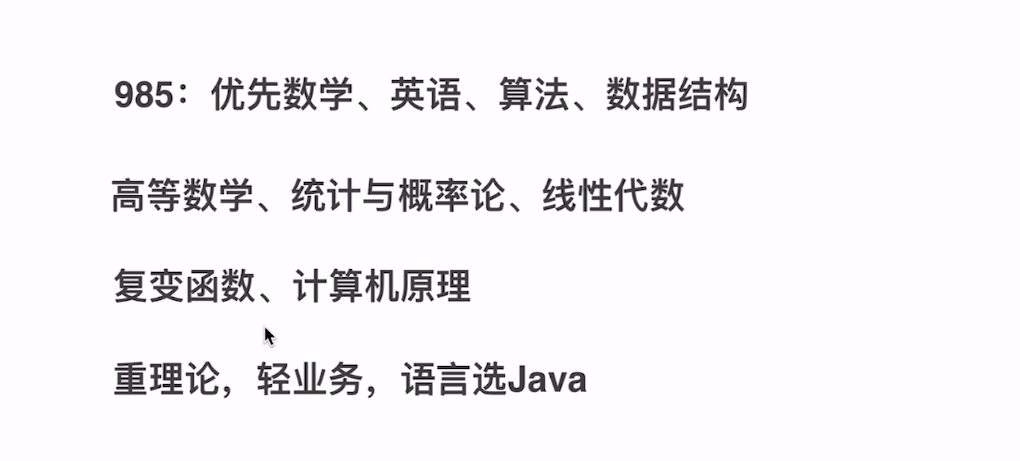 985：优先数学、英语、算法、数据结构
高等数学、统计与概率论、线性代数
复变函数、计算机原理
重理论，轻业务，语言选Java